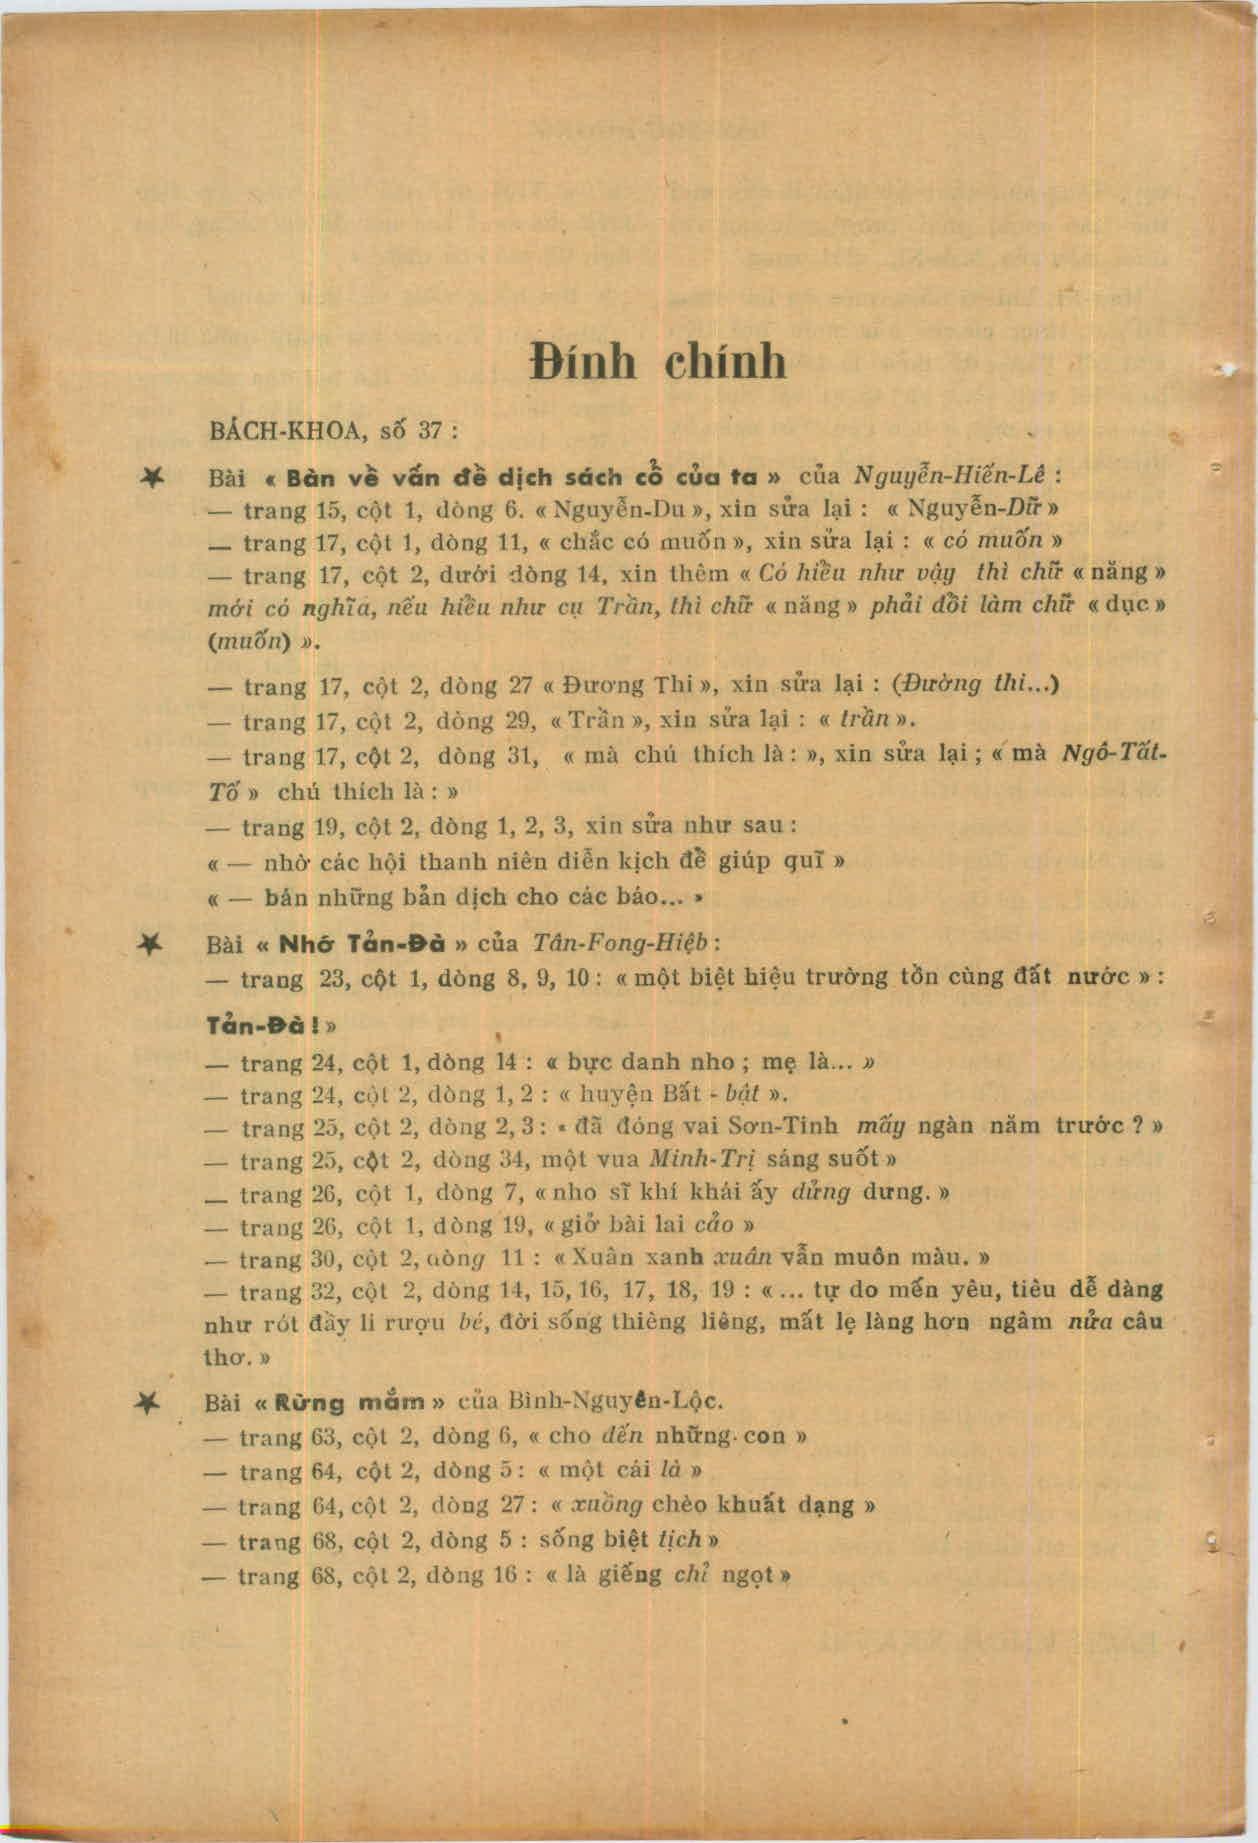 Đính chính
BÁCH-KHOA, số 37 :
★ Bài « Bàn về vấn đề dịch sách cổ của ta » của Nguyễn-Hiến-Lê :
— trang 15, cột 1, dòng 6. « Nguyễn-Du », xin sửa lại : « Nguyễn-Dữ »
— trang 17, cột 1, dòng 11, « chắc có muốn », xin sửa lại : « có muốn »
— trang 17, cột 2, dưới dòng 14, xin thêm « Có hiểu như vậy thì chữ « năng »
mới có nghĩa, nếu hiểu như cụ Trần, thì chữ « năng » phải đổi làm chữ « dục »
(muốn) ».
— trang 17, cột 2, dòng 27 « Đương Thi », xin sửa lại : (Đường thi...)
— trang 17, cột 2, dòng 29, « Trần », xin sửa lại : « trần ».
— trang 17, cột 2, dòng 31, « mà chú thích là : », xin sửa lại ; « mà Ngô-Tất-
Tố » chú thích là : »
— trang 19, cột 2, dòng 1, 2, 3, xin sửa như sau :
« — nhờ các hội thanh niên diễn kịch để giúp quĩ »
« — bán những bản dịch cho các báo... »
★ Bài « Nhớ Tản-Đà » của Tân-Fong-Hiệb :
— trang 23, cột 1, dòng 8, 9, 10 : « một biệt hiệu trường tồn cùng đất nước » :
Tản-Đà ! »
— trang 24, cột 1, dòng 14 : « bực danh nho ; mẹ là... »
— trang 24, cột 2, dòng 1, 2 : « huyện Bất - bật ».
— trang 25, cột 2, dòng 2, 3 : « đã đóng vai Sơn-Tinh mấy ngàn năm trước ? »
— trang 25, cột 2, dòng 34, một vua Minh-Trị sáng suốt »
— trang 26, cột 1, dòng 7, « nho sĩ khí khái ấy dửng dưng. »
— trang 26, cột 1, dòng 19, « giở bài lai cảo »
— trang 30, cột 2, dòng 11 : « Xuân xanh xuân vẫn muôn màu. »
— trang 32, cột 2, dòng 14, 15, 16, 17, 18, 19 : « ... tự do mến yêu, tiêu dễ dàng
như rót đầy li rượu bé, đời sống thièng liêng, mất lẹ làng hơn ngâm nửa câu
thơ. »
★ Bài « Rừng mắm » của Bình-Nguyên-Lộc.
— trang 63, cột 2, dòng 6, « cho đến những con »
— trang 64, cột 2, dòng 5 : « một cái là »
— trang 64, cột 2, dòng 27 : « xuồng chèo khuất dạng »
— trang 68, cột 2, dòng 5 : sống biệt tịch »
— trang 68, cột 2, dòng 16 : « là giếng chỉ ngọt »